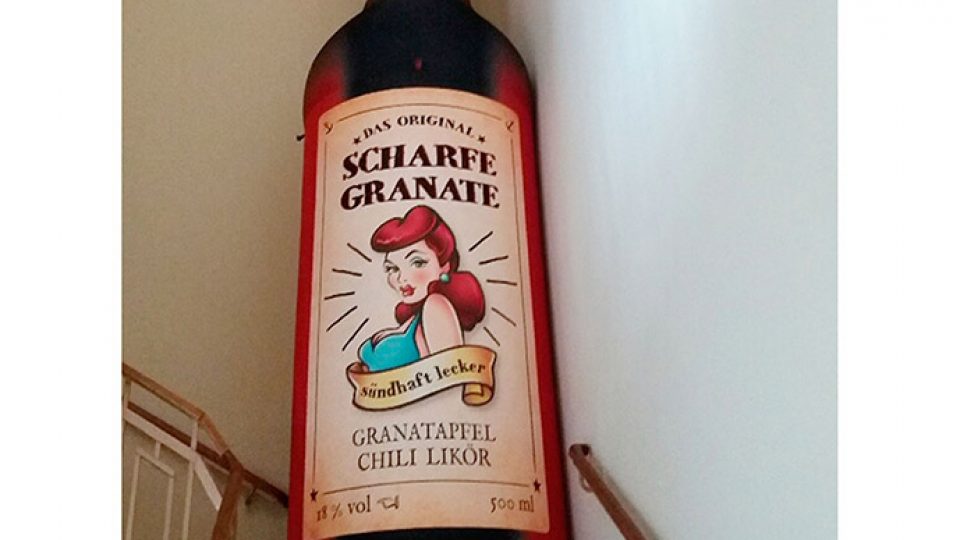 DAS ORIGINAL
SCHARFE
GRANATE
sündhaft lecker
GRANATAPFEL
CHILI LIKÖR
18% vol
500 ml